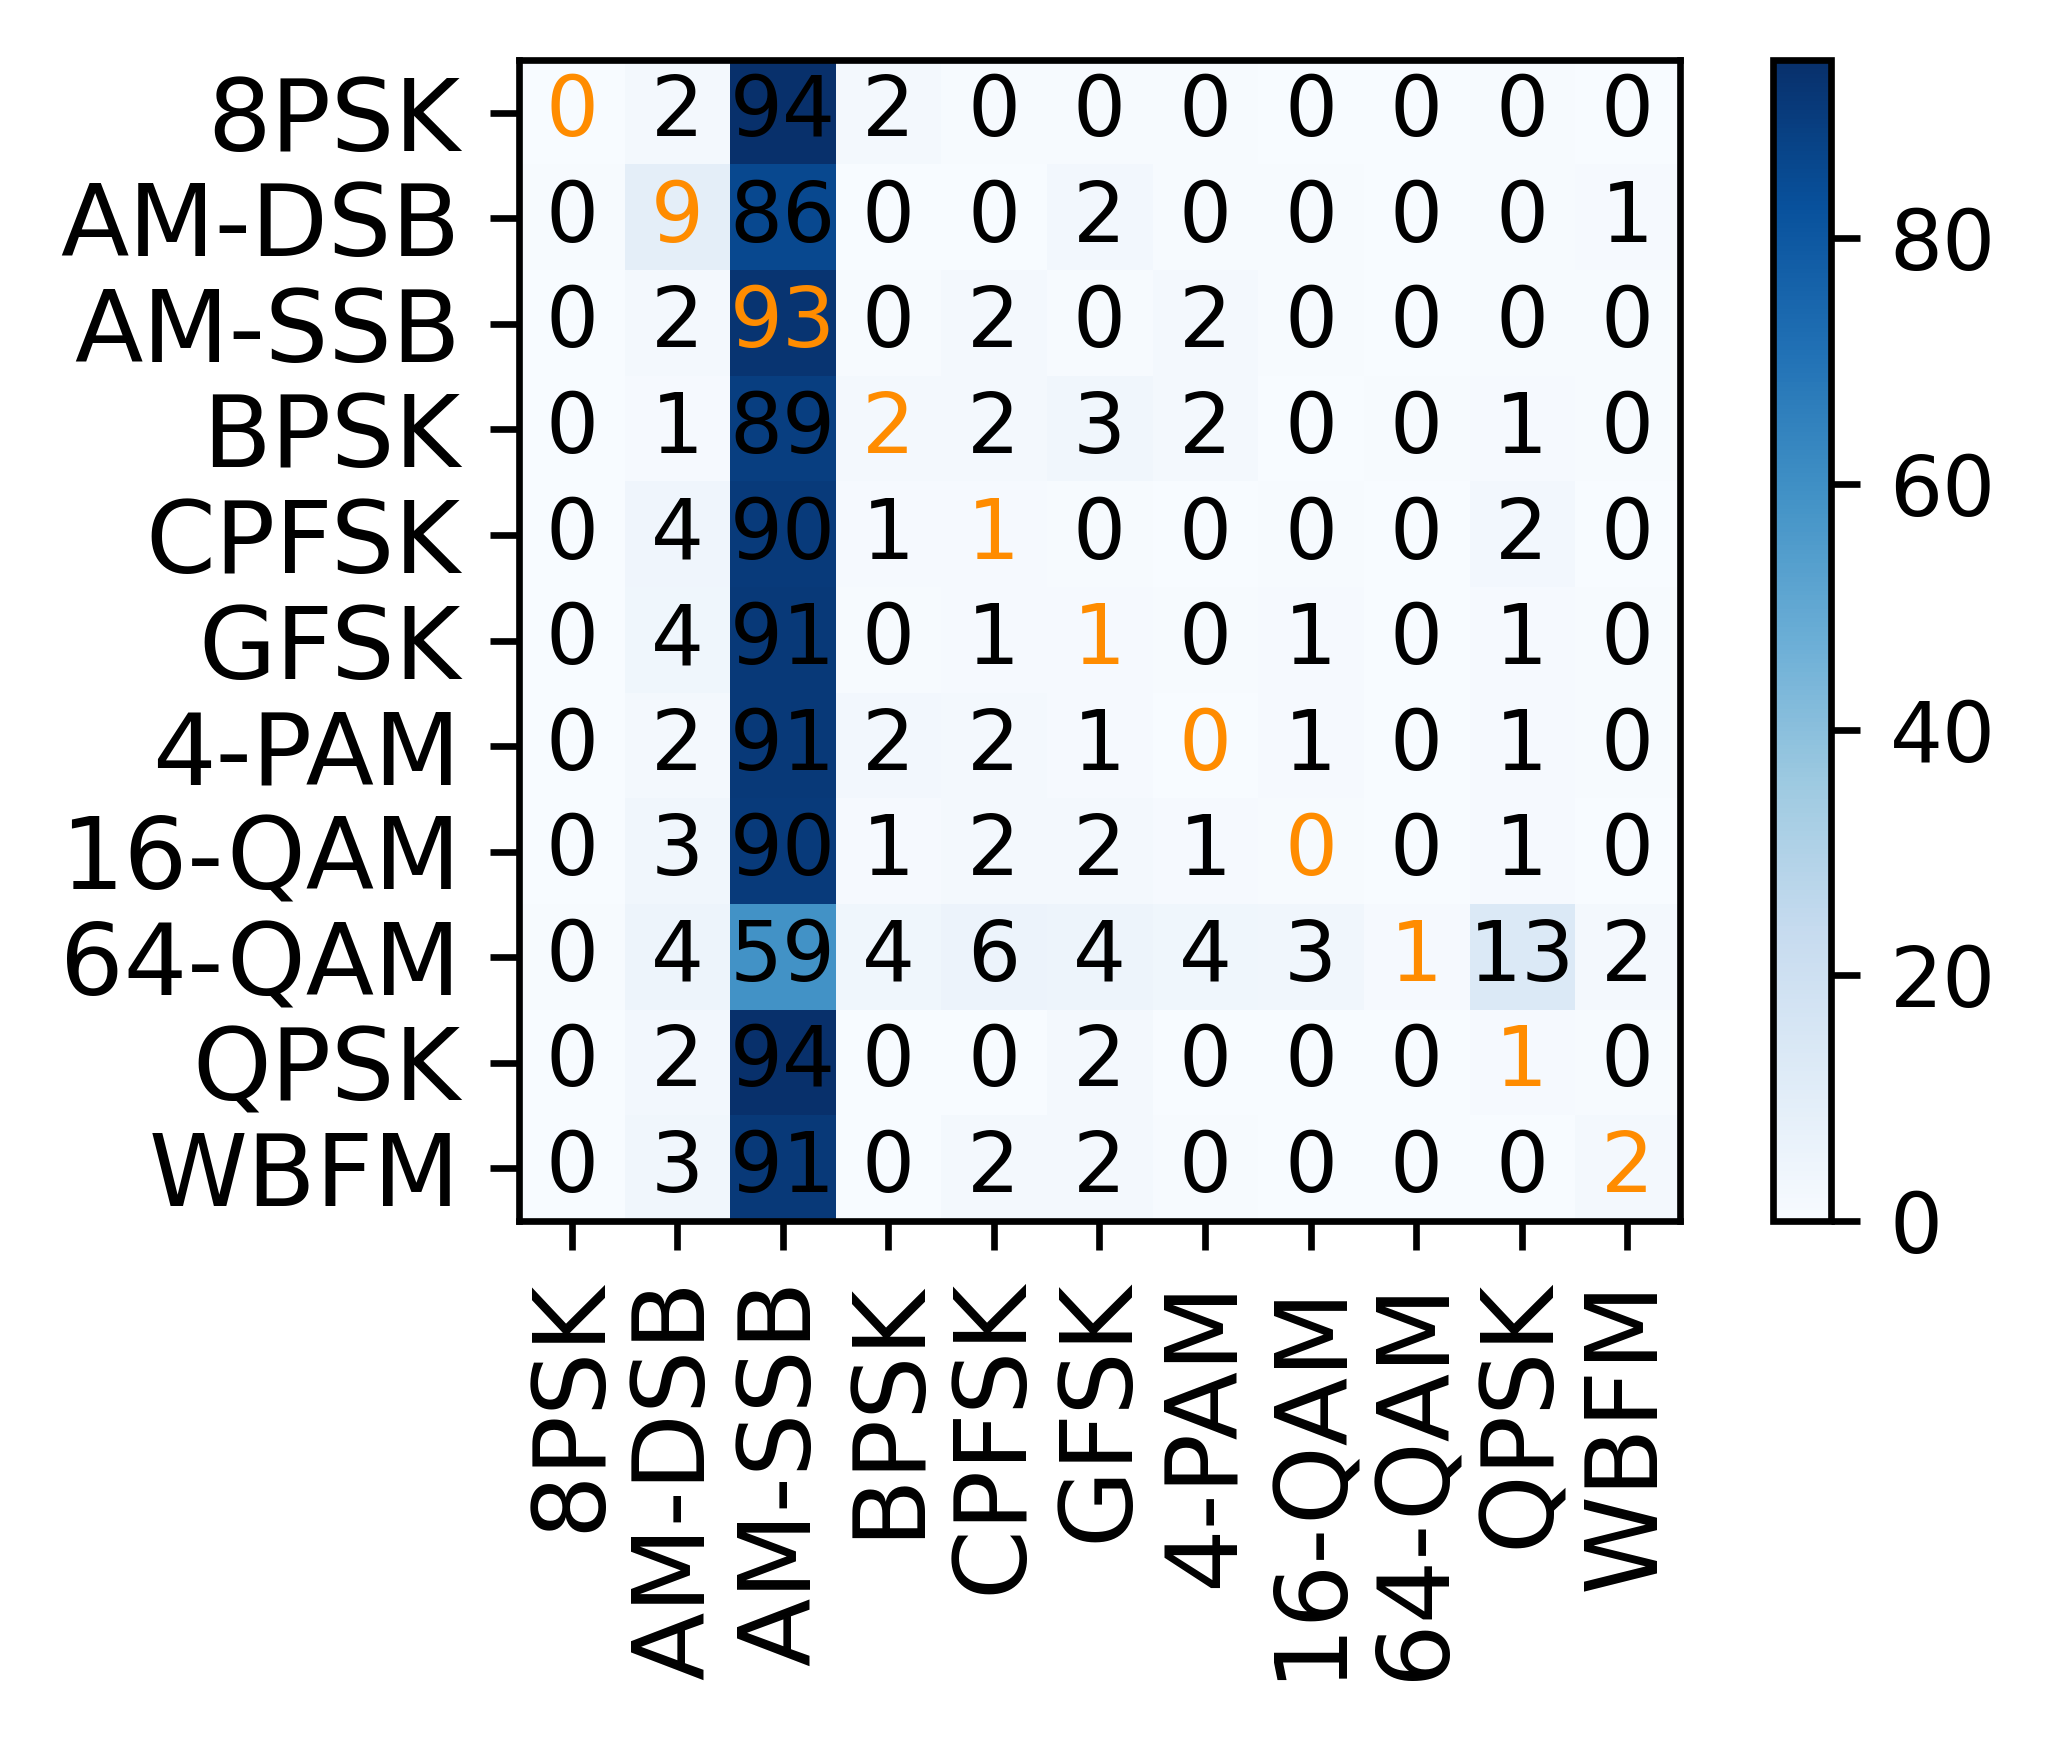 8PSK 0 2 94 2 0 0 0 0 0 0 0
AM-DSB 0 9 86 0 0 2 0 0 0 0 1
AM-SSB 0 2 93 0 2 0 2 0 0 0 0
BPSK 0 1 89 2 2 3 2 0 0 1 0
CPFSK 0 4 90 1 1 0 0 0 0 2 0
GFSK 0 4 91 0 1 1 0 1 0 1 0
4-PAM 0 2 91 2 2 1 0 1 0 1 0
16-QAM 0 3 90 1 2 2 1 0 0 1 0
64-QAM 0 4 59 4 6 4 4 3 1 13 2
QPSK 0 2 94 0 0 2 0 0 0 1 0
WBFM 0 3 91 0 2 2 0 0 0 0 2
8PSK
AM-DSB
AM-SSB
BPSK
CPFSK
GFSK
4-PAM
16-QAM
64-QAM
QPSK
WBFM
80
60
40
20
0